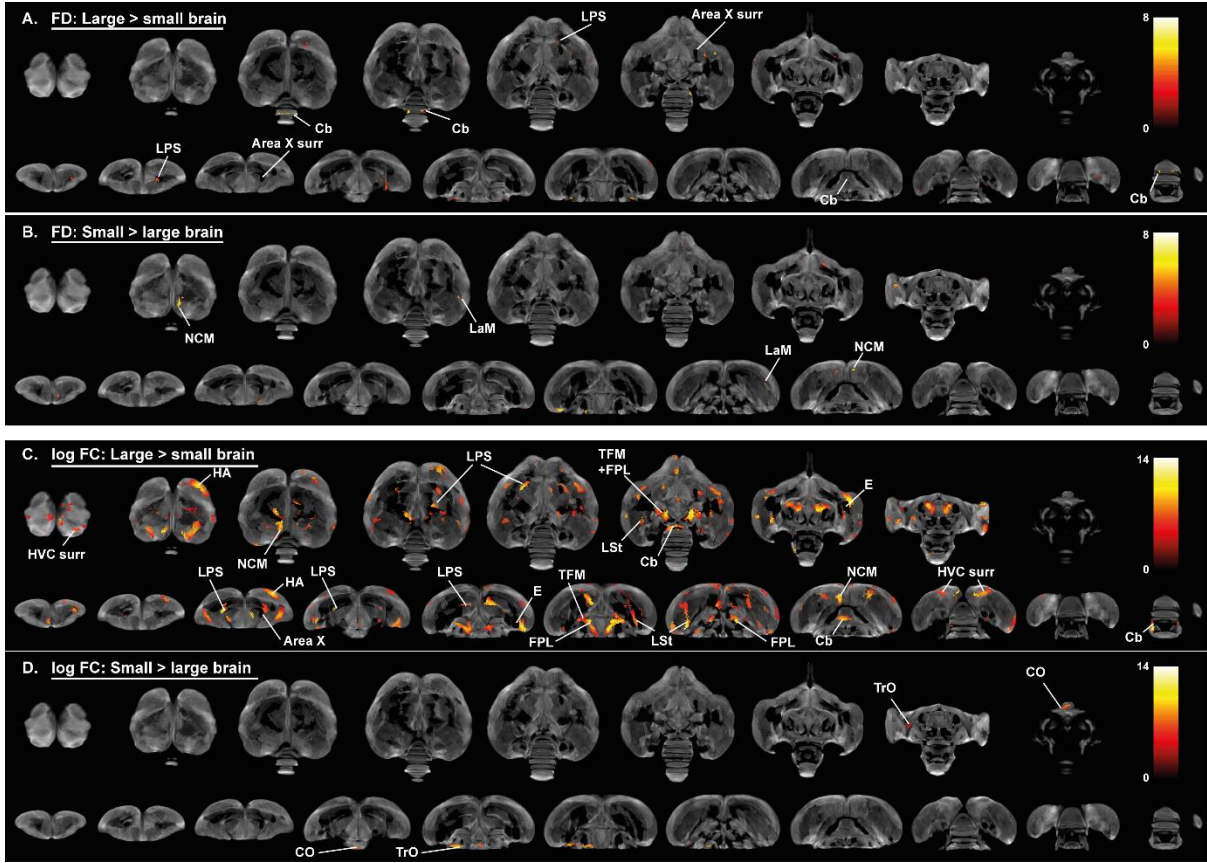 A. FD: Large > small brain
LPS
Area X surr
8
0
Cb
Cb
LPS
Area X surr
Cb
Cb
B. FD: Small > large brain
8
0
NCM
LaM
LaM
NCM
C. log FC: Large > small brain
HA
LPS
TFM
+FPL
E
14
0
HVC surr
NCM
LSt
Cb
LPS
HA
LPS
LPS
E
TFM
NCM
HVC surr
Area X
FPL
LSt
FPL
Cb
Cb
D. log FC: Small > large brain
TrO
CO
14
0
CO
TrO